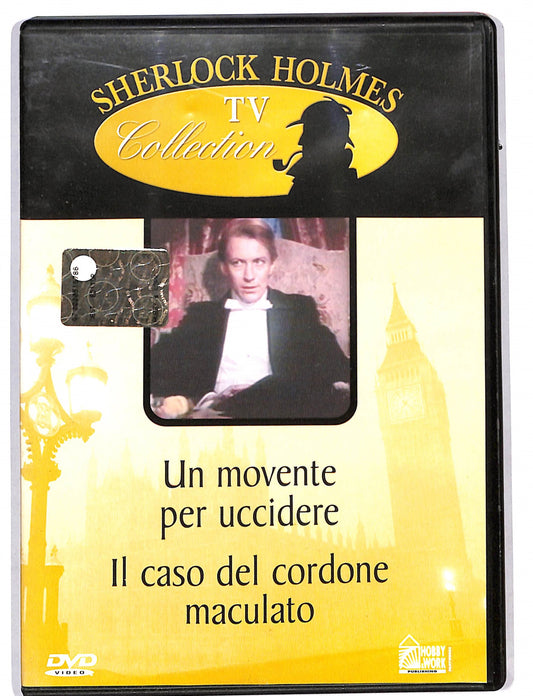 SHERLOCK HOLMES
TV
Collection
Un movente
per uccidere
Il caso del cordone
maculato
DVD
VIDEO
HOBBY
& WORK
PUBLISHING